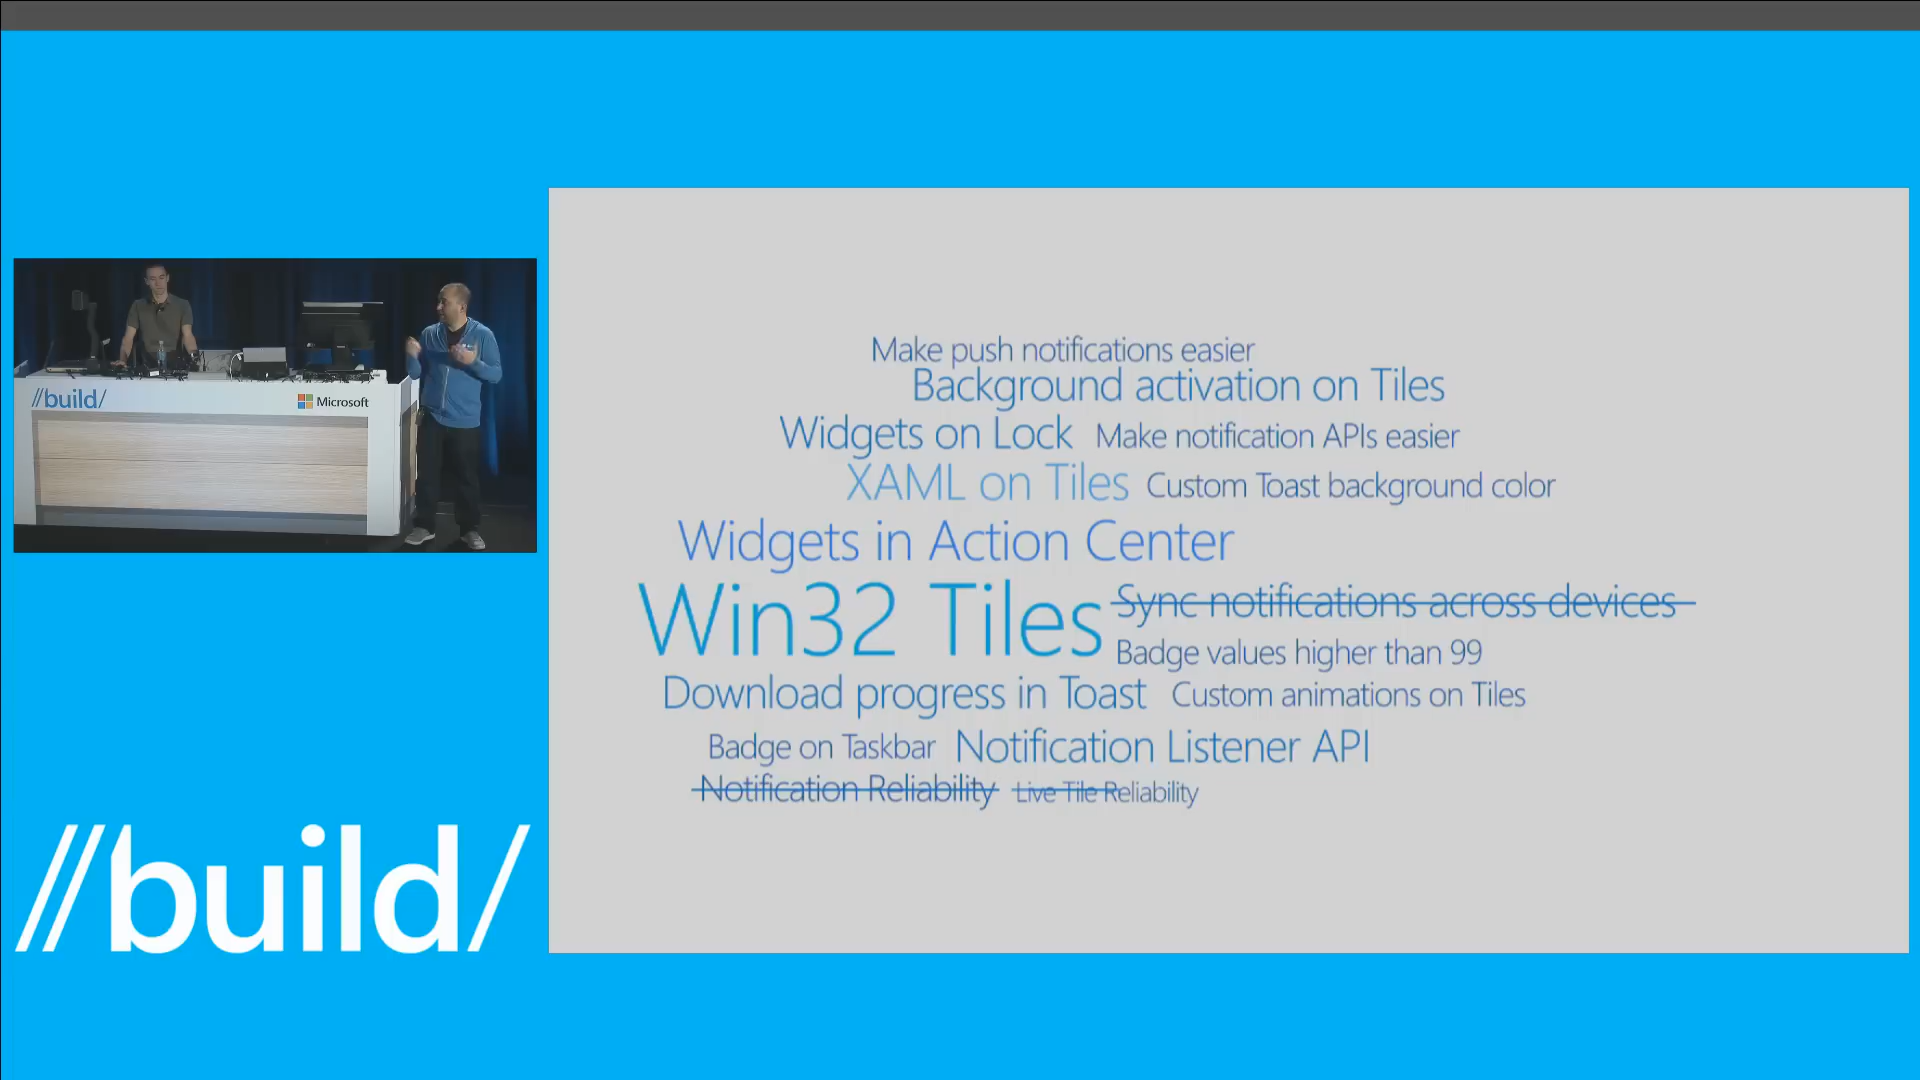 //build/
Microsoft
Make push notifications easier
Background activation on Tiles
Widgets on Lock Make notification APIs easier
XAML on Tiles Custom Toast background color
Widgets in Action Center
Win32 Tiles Sync notifications across devices
Badge values higher than 99
Download progress in Toast Custom animations on Tiles
Badge on Taskbar Notification Listener API
Notification Reliability Live Tile Reliability
//build/